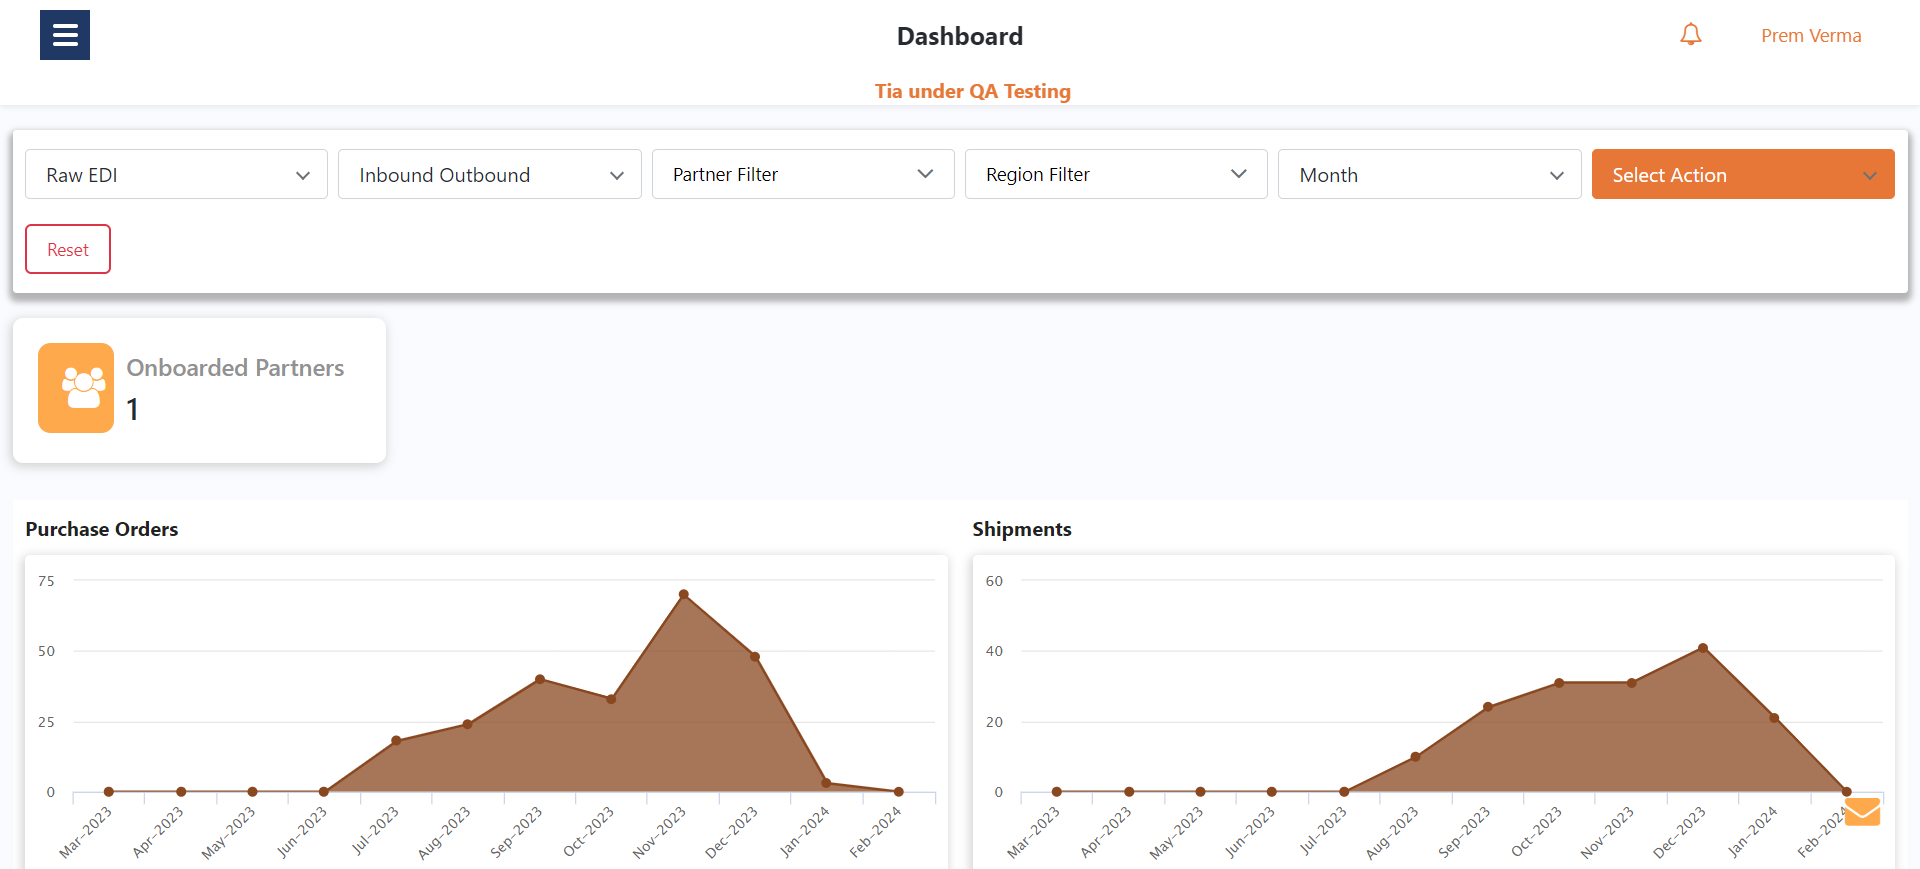 Dashboard
Prem Verma
Tia under QA Testing
Raw EDI
Inbound Outbound
Partner Filter
Region Filter
Month
Select Action
Reset
Onboarded Partners
1
Purchase Orders
75
50
25
0
Mar-2023
Apr-2023
May-2023
Jun-2023
Jul-2023
Aug-2023
Sep-2023
Oct-2023
Nov-2023
Dec-2023
Jan-2024
Feb-2024
Shipments
60
40
20
0
Mar-2023
Apr-2023
May-2023
Jun-2023
Jul-2023
Aug-2023
Sep-2023
Oct-2023
Nov-2023
Dec-2023
Jan-2024
Feb-2024